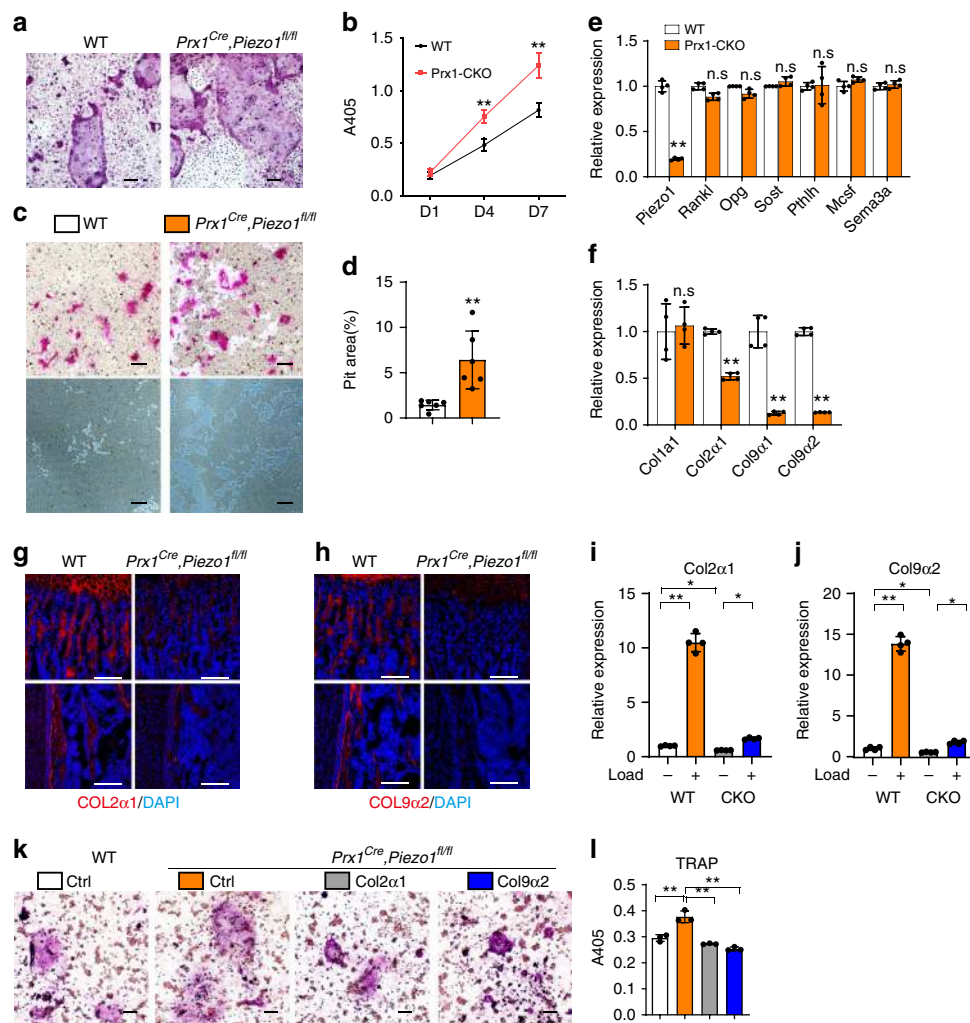 a
WT
Prx1Cre,Piezo1fl/fl
b
A405
1.5
1.0
0.5
0.0
WT
Prx1-CKO
**
**
D1
D4
D7
c
WT
Prx1Cre,Piezo1fl/fl
d
Pit area(%)
15
10
5
0
**
e
Relative expression
1.5
1.0
0.5
0.0
WT
Prx1-CKO
**
n.s
n.s
n.s
n.s
n.s
n.s
Piezo1
Rankl
Opg
Sost
Pthlh
Mcsf
Sema3a
f
Relative expression
1.5
1.0
0.5
0.0
n.s
**
**
**
Col1a1
Col2α1
Col9α1
Col9α2
g
WT
Prx1Cre,Piezo1fl/fl
COL2α1/DAPI
h
WT
Prx1Cre,Piezo1fl/fl
COL9α2/DAPI
i
Col2α1
Relative expression
15
10
5
0
*
**
*
Load
– + – +
WT
CKO
j
Col9α2
Relative expression
20
15
10
5
0
*
**
*
Load
– + – +
WT
CKO
k
WT
Prx1Cre,Piezo1fl/fl
Ctrl
Ctrl
Col2α1
Col9α2
l
TRAP
A405
0.5
0.4
0.3
0.2
0.1
0.0
**
**
**